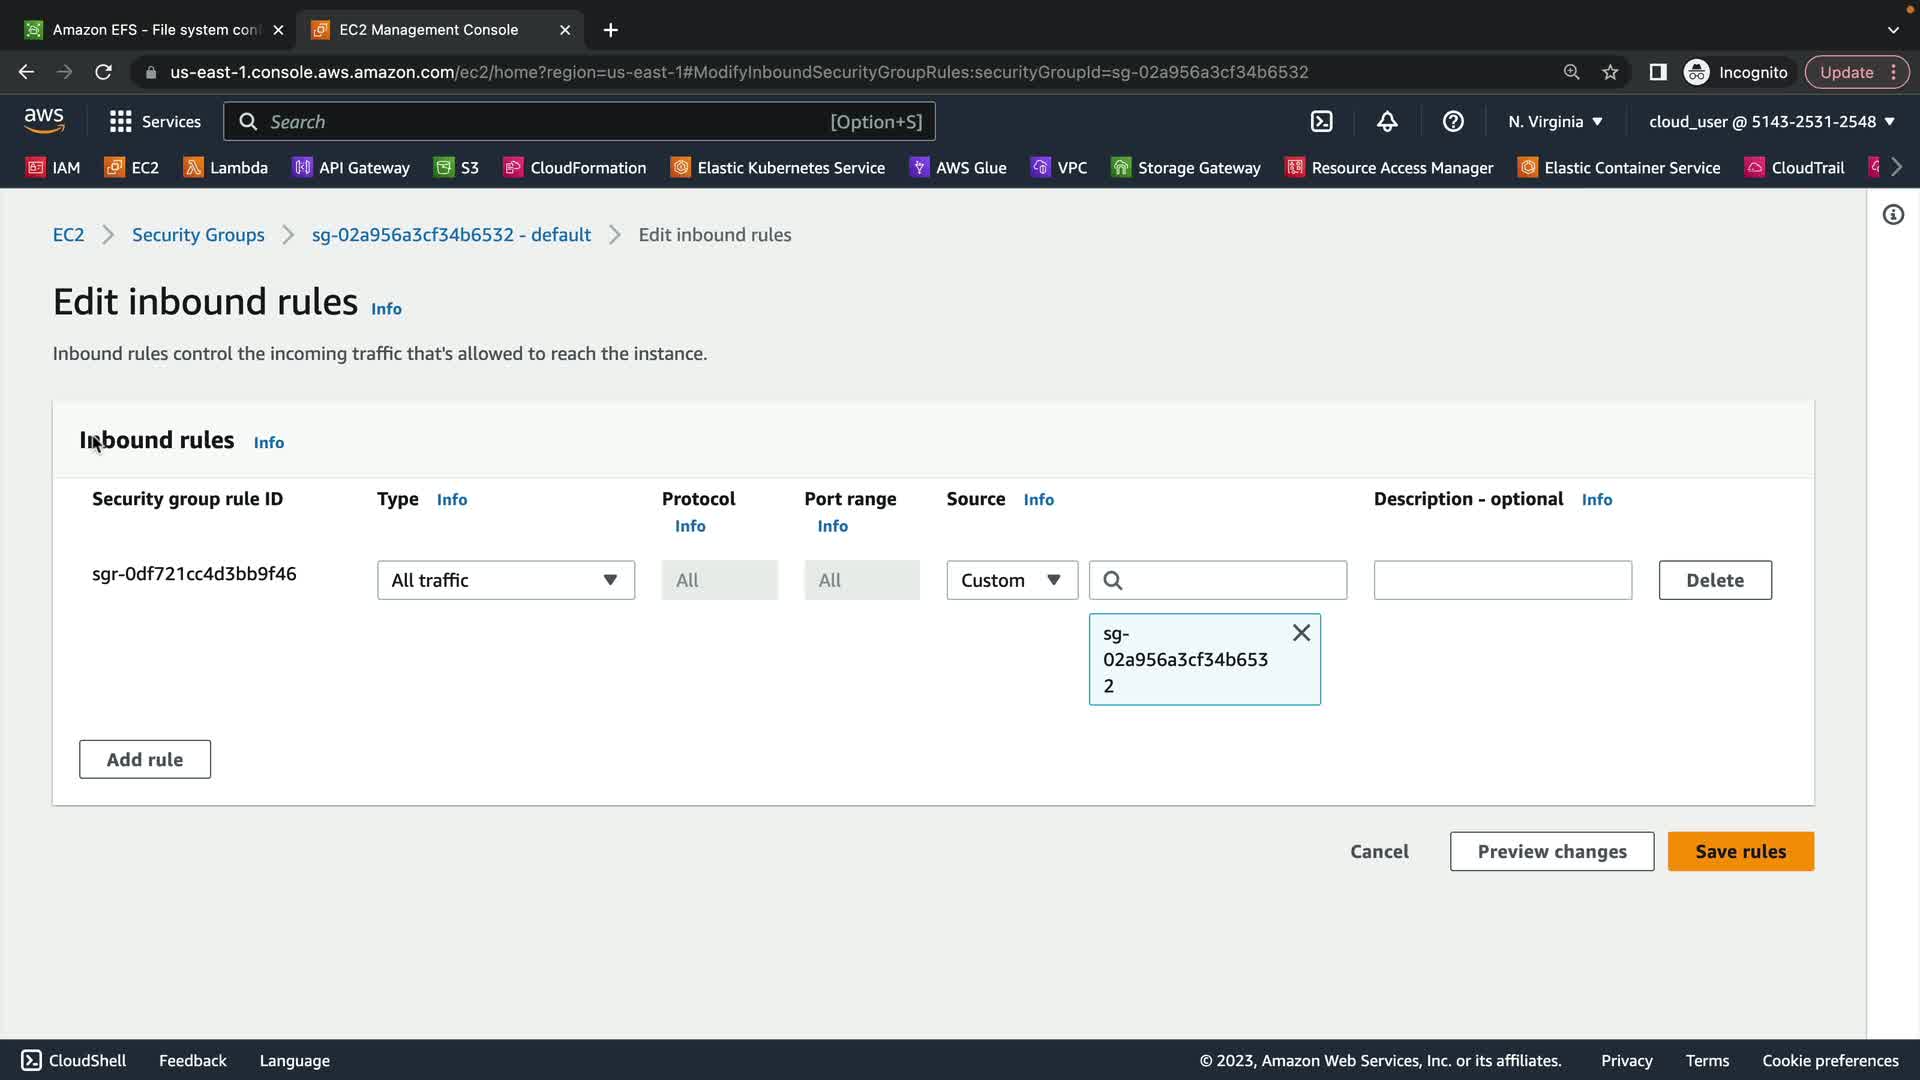 Amazon EFS - File system con
EC2 Management Console
us-east-1.console.aws.amazon.com/ec2/home?region=us-east-1#ModifyInboundSecurityGroupRules:securityGroupId=sg-02a956a3cf34b6532
Incognito
Update
aws
Services
Search
[Option+S]
N. Virginia
cloud_user @ 5143-2531-2548
IAM
EC2
Lambda
API Gateway
S3
CloudFormation
Elastic Kubernetes Service
AWS Glue
VPC
Storage Gateway
Resource Access Manager
Elastic Container Service
CloudTrail
EC2
Security Groups
sg-02a956a3cf34b6532 - default
Edit inbound rules
Edit inbound rules Info
Inbound rules control the incoming traffic that's allowed to reach the instance.
Inbound rules Info
Security group rule ID
Type Info
Protocol
Info
Port range
Info
Source Info
Description - optional Info
sgr-0df721cc4d3bb9f46
All traffic
All
All
Custom
sg-
02a956a3cf34b653
2
Delete
Add rule
Cancel
Preview changes
Save rules
CloudShell
Feedback
Language
© 2023, Amazon Web Services, Inc. or its affiliates.
Privacy
Terms
Cookie preferences